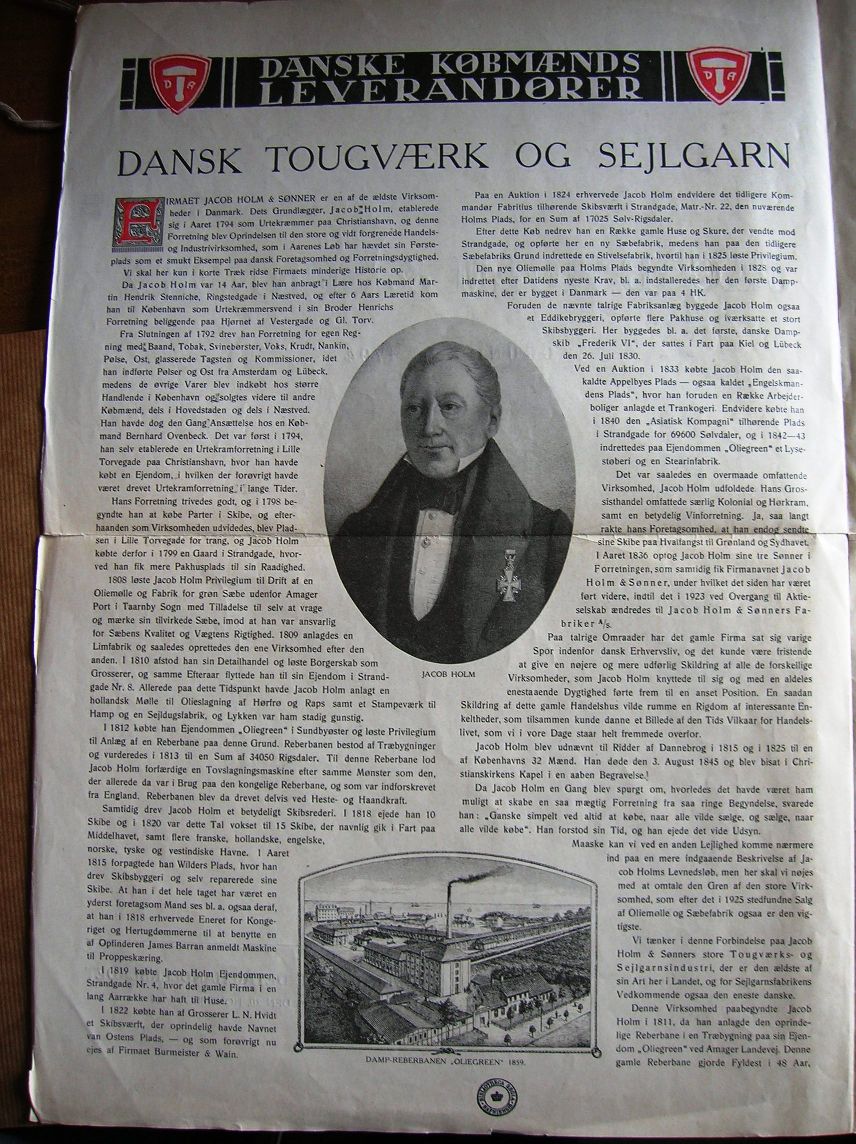 DANSKE KØBMÆNDS
LEVERANDØRER
DANSK TOUGVÆRK OG SEJLGARN
FIRMAET JACOB HOLM & SØNNER er en af de ældste Virksom-
heder i Danmark. Dets Grundlægger, Jacob Holm, etablerede
sig i Aaret 1794 som Urtekræmmer paa Christianshavn, og denne
Forretning blev Oprindelsen til den store og vidt forgrenede Handels-
og Industrivirksomhed, som i Aarenes Løb har hævdet sin Første-
plads som et smukt Eksempel paa dansk Foretagsomhed og Forretningsdygtighed.
Vi skal her kun i korte Træk ridse Firmaets minderige Historie op.
Da Jacob Holm var 14 Aar, blev han anbragt i Lære hos Købmand Mar-
tin Hendrik Stenniche, Ringstedgade i Næstved, og efter 6 Aars Læretid kom
han til København som Urtekræmmersvend i sin Broder Henrichs
Forretning beliggende paa Hjørnet af Vestergade og Gl. Torv.
Fra Slutningen af 1792 drev han Forretning for egen Reg-
ning med Baand, Tobak, Svinebørster, Voks, Krudt, Nankin,
Pølse, Ost, glasserede Tagsten og Kommissioner, idet
han indførte Pølser og Ost fra Amsterdam og Lübeck,
medens de øvrige Varer blev indkøbt hos større
Handlende i København og solgtes videre til andre
Købmænd, dels i Hovedstaden og dels i Næstved.
Han havde dog den Gang Ansættelse hos en Køb-
mand Bernhard Ovenbeck. Det var først i 1794,
han selv etablerede en Urtekramforretning i Lille
Torvegade paa Christianshavn, hvor han havde
købt en Ejendom, i hvilken der forøvrigt havde
været drevet Urtekramforretning i lange Tider.
Hans Forretning trivedes godt, og i 1798 be-
gyndte han at købe Parter i Skibe, og efter-
haanden som Virksomheden udvidedes, blev Plad-
sen i Lille Torvegade for trang, og Jacob Holm
købte derfor i 1799 en Gaard i Strandgade, hvor-
ved han fik mere Pakhusplads til sin Raadighed.
1808 løste Jacob Holm Privilegium til Drift af en
Oliemølle og Fabrik for grøn Sæbe udenfor Amager
Port i Taarnby Sogn med Tilladelse til selv at vrage
og mærke sin tilvirkede Sæbe, imod at han var ansvarlig
for Sæbens Kvalitet og Vægtens Rigtighed. 1809 anlagdes en
Limfabrik og saaledes oprettedes den ene Virksomhed efter den
anden. I 1810 afstod han sin Detailhandel og løste Borgerskab som
Grosserer, og samme Efteraar flyttede han til sin Ejendom i Strand-
gade Nr. 8. Allerede paa dette Tidspunkt havde Jacob Holm anlagt en
hollandsk Mølle til Olieslagning af Hørfrø og Raps samt et Stampeværk til
Hamp og en Sejldugsfabrik, og Lykken var ham stadig gunstig.
I 1812 købte han Ejendommen „Oliegreen“ i Sundbyøster og løste Privilegium
til Anlæg af en Reberbane paa denne Grund. Reberbanen bestod af Træbygninger
og vurderedes i 1813 til en Sum af 34050 Rigsdaler. Til denne Reberbane lod
Jacob Holm forfærdige en Tovslagningsmaskine efter samme Mønster som den,
der allerede da var i Brug paa den kongelige Reberbane, og som var indforskrevet
fra England. Reberbanen blev da drevet delvis ved Heste- og Haandkraft.
Samtidig drev Jacob Holm et betydeligt Skibsrederi. I 1818 ejede han 10
Skibe og i 1820 var dette Tal vokset til 15 Skibe, der navnlig gik i Fart paa
Middelhavet, samt flere franske, hollandske, engelske,
norske, tyske og vestindiske Havne. I Aaret
1815 forpagtede han Wilders Plads, hvor han
drev Skibsbyggeri og selv reparerede sine
Skibe. At han i det hele taget har været en
yderst foretagsom Mand ses bl. a. ogsaa deraf,
at han i 1818 erhvervede Eneret for Konge-
riget og Hertugdømmerne til at benytte en
af Opfinderen James Barran anmeldt Maskine
til Proppeskæring.
I 1819 købte Jacob Holm Ejendommen,
Strandgade Nr. 4, hvor det gamle Firma i en
lang Aarrække har haft til Huse.
I 1822 købte han af Grosserer L. N. Hvidt
et Skibsværft, der oprindelig havde Navnet
van Ostens Plads, — og som forøvrigt nu
ejes af Firmaet Burmeister & Wain.
JACOB HOLM
Paa en Auktion i 1824 erhvervede Jacob Holm endvidere det tidligere Kom-
mandør Fabritius tilhørende Skibsværft i Strandgade, Matr.-Nr. 22, den nuværende
Holms Plads, for en Sum af 17025 Sølv-Rigsdaler.
Efter dette Køb nedrev han en Række gamle Huse og Skure, der vendte mod
Strandgade, og opførte her en ny Sæbefabrik, medens han paa den tidligere
Sæbefabriks Grund indrettede en Stivelsefabrik, hvortil han i 1825 løste Privilegium.
Den nye Oliemølle paa Holms Plads begyndte Virksomheden i 1828 og var
indrettet efter Datidens nyeste Krav, bl. a. installeredes her den første Damp-
maskine, der er bygget i Danmark — den var paa 4 HK.
Foruden de nævnte talrige Fabriksanlæg byggede Jacob Holm ogsaa
et Eddikebryggeri, opførte flere Pakhuse og iværksatte et stort
Skibsbyggeri. Her byggedes bl. a. det første, danske Damp-
skib „Frederik VI“, der sattes i Fart paa Kiel og Lübeck
den 26. Juli 1830.
Ved en Auktion i 1833 købte Jacob Holm den saa-
kaldte Appelbyes Plads — ogsaa kaldet „Engelskman-
dens Plads“, hvor han foruden en Række Arbejder-
boliger anlagde et Trankogeri. Endvidere købte han
i 1840 den „Asiatisk Kompagni“ tilhørende Plads
i Strandgade for 69600 Sølvdaler, og i 1842—43
indrettedes paa Ejendommen „Oliegreen“ et Lyse-
støberi og en Stearinfabrik.
Det var saaledes en overmaade omfattende
Virksomhed, Jacob Holm udfoldede. Hans Gros-
sisthandel omfattede særlig Kolonial og Hørkram,
samt en betydelig Vinforretning. Ja, saa langt
rakte hans Foretagsomhed, at han endog sendte
sine Skibe paa Hvalfangst til Grønland og Sydhavet.
I Aaret 1836 optog Jacob Holm sine tre Sønner i
Forretningen, som samtidig fik Firmanavnet Jacob
Holm & Sønner, under hvilket det siden har været
ført videre, indtil det i 1923 ved Overgang til Aktie-
selskab ændredes til Jacob Holm & Sønners Fa-
briker A/s.
Paa talrige Omraader har det gamle Firma sat sig varige
Spor indenfor dansk Erhvervsliv, og det kunde være fristende
at give en nøjere og mere udførlig Skildring af alle de forskellige
Virksomheder, som Jacob Holm knyttede til sig og med en aldeles
enestaaende Dygtighed førte frem til en anset Position. En saadan
Skildring af dette gamle Handelshus vilde rumme en Rigdom af interessante En-
keltheder, som tilsammen kunde danne et Billede af den Tids Vilkaar for Handels-
livet, som vi i vore Dage staar helt fremmede overfor.
Jacob Holm blev udnævnt til Ridder af Dannebrog i 1815 og i 1825 til en
af Københavns 32 Mænd. Han døde den 3. August 1845 og blev bisat i Chri-
stianskirkens Kapel i en aaben Begravelse.
Da Jacob Holm en Gang blev spurgt om, hvorledes det havde været ham
muligt at skabe en saa mægtig Forretning fra saa ringe Begyndelse, svarede
han: „Ganske simpelt ved altid at købe, naar alle vilde sælge, og sælge, naar
alle vilde købe“. Han forstod sin Tid, og han ejede det vide Udsyn.
Maaske kan vi ved en anden Lejlighed komme nærmere
ind paa en mere indgaaende Beskrivelse af Ja-
cob Holms Levnedsløb, men her skal vi nøjes
med at omtale den Gren af den store Virk-
somhed, som efter det i 1925 stedfundne Salg
af Oliemølle og Sæbefabrik ogsaa er den vig-
tigste.
Vi tænker i denne Forbindelse paa Jacob
Holm & Sønners store Tougværks- og
Sejlgarnsindustri, der er den ældste af
sin Art her i Landet, og for Sejlgarnsfabrikens
Vedkommende ogsaa den eneste danske.
Denne Virksomhed paabegyndte Jacob
Holm i 1811, da han anlagde den oprinde-
lige Reberbane i en Træbygning paa sin Ejen-
dom „Oliegreen“ ved Amager Landevej. Denne
gamle Reberbane gjorde Fyldest i 48 Aar,
DAMP-REBERBANEN „OLIEGREEN“ 1859.